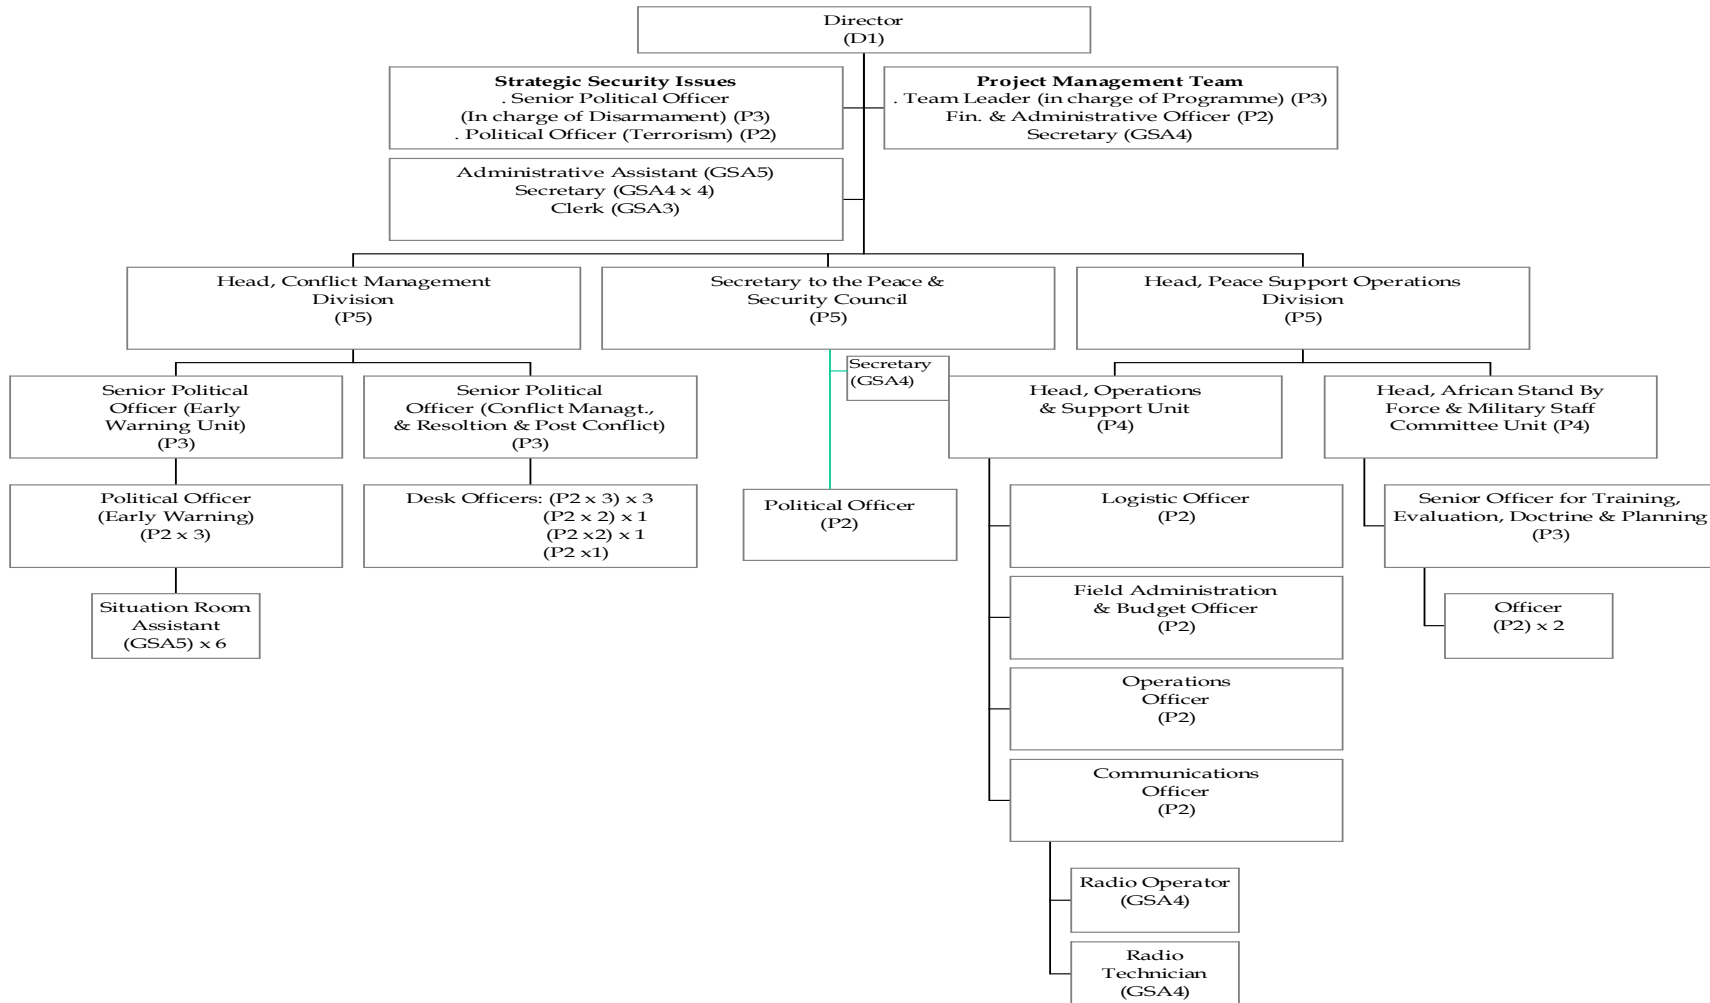 Director
(D1)
Strategic Security Issues
. Senior Political Officer
(In charge of Disarmament) (P3)
. Political Officer (Terrorism) (P2)
Project Management Team
. Team Leader (in charge of Programme) (P3)
Fin. & Administrative Officer (P2)
Secretary (GSA4)
Administrative Assistant (GSA5)
Secretary (GSA4 x 4)
Clerk (GSA3)
Head, Conflict Management
Division
(P5)
Secretary to the Peace &
Security Council
(P5)
Head, Peace Support Operations
Division
(P5)
Secretary
(GSA4)
Senior Political
Officer (Early
Warning Unit)
(P3)
Senior Political
Officer (Conflict Managt.,
& Resoltion & Post Conflict)
(P3)
Head, Operations
& Support Unit
(P4)
Head, African Stand By
Force & Military Staff
Committee Unit (P4)
Political Officer
(Early Warning)
(P2 x 3)
Desk Officers: (P2 x 3) x 3
(P2 x 2) x 1
(P2 x2) x 1
(P2 x1)
Political Officer
(P2)
Logistic Officer
(P2)
Senior Officer for Training,
Evaluation, Doctrine & Planning
(P3)
Situation Room
Assistant
(GSA5) x 6
Field Administration
& Budget Officer
(P2)
Officer
(P2) x 2
Operations
Officer
(P2)
Communications
Officer
(P2)
Radio Operator
(GSA4)
Radio
Technician
(GSA4)